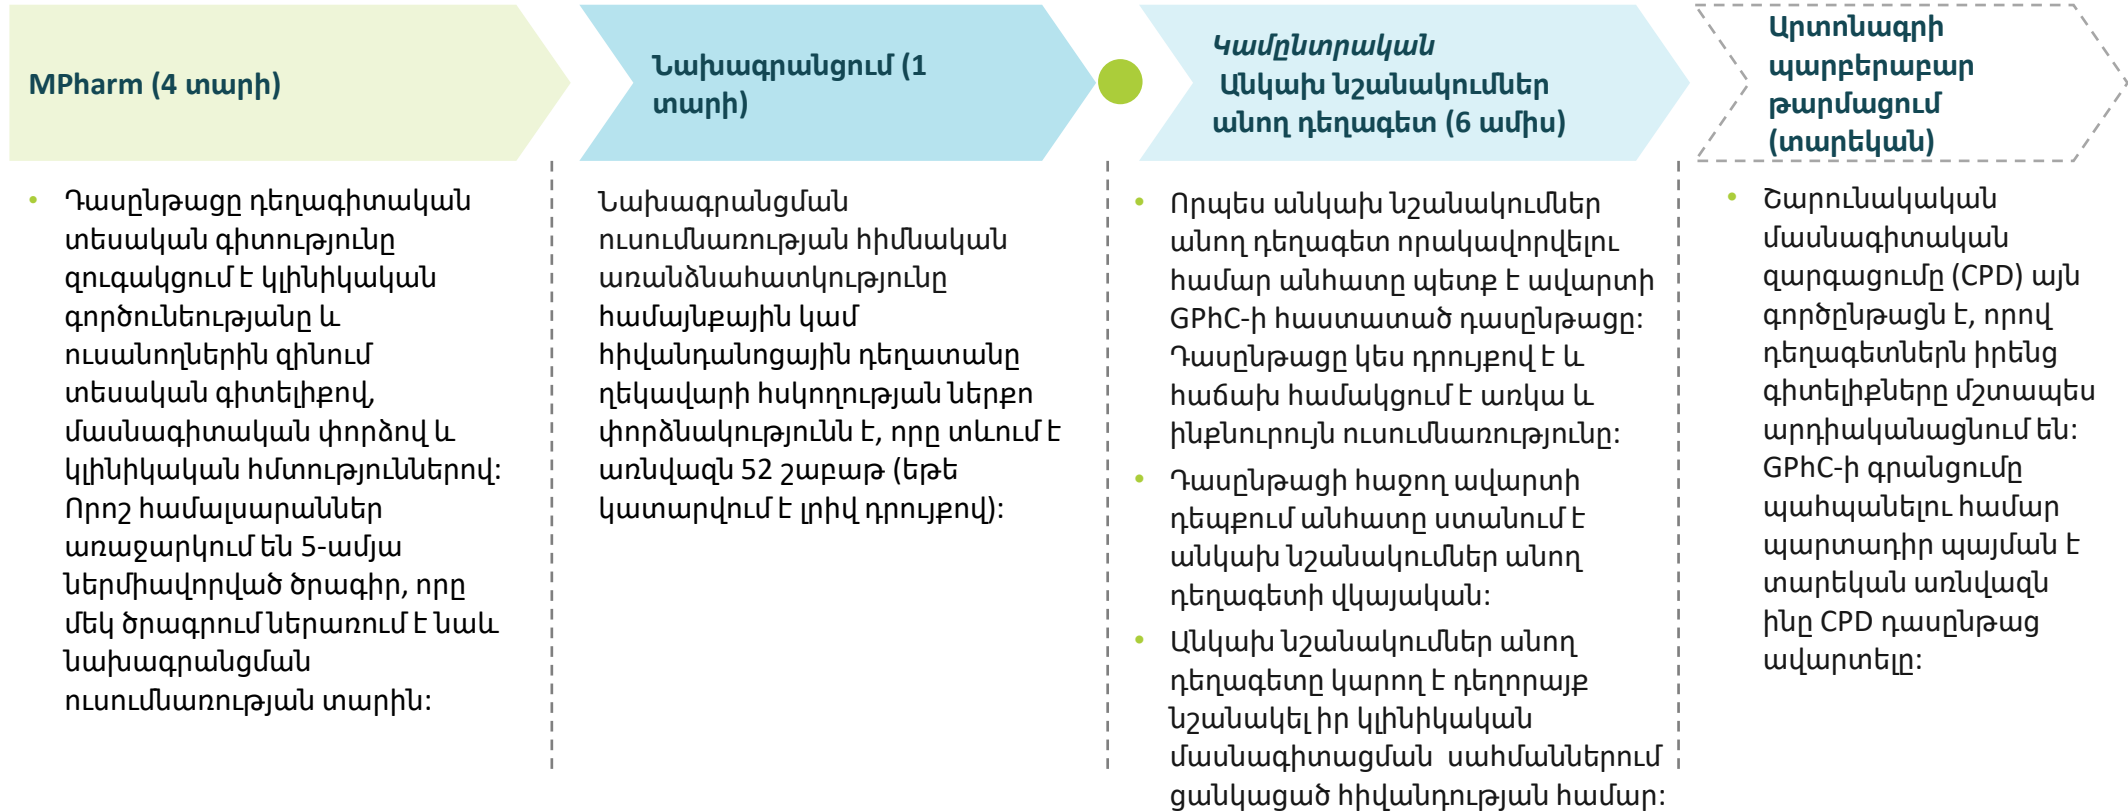 MPharm (4 տարի)
Նախագրանցում (1
տարի)
Կամընտրական
Անկախ նշանակումներ
անող դեղագետ (6 ամիս)
Արտոնագրի
պարբերաբար
թարմացում
(տարեկան)
• Դասընթացը դեղագիտական
տեսական գիտությունը
զուգակցում է կլինիկական
գործունեությանը և
ուսանողներին զինում
տեսական գիտելիքով,
մասնագիտական փորձով և
կլինիկական հմտություններով:
Որոշ համալսարաններ
առաջարկում են 5-ամյա
ներմիավորված ծրագիր, որը
մեկ ծրագրում ներառում է նաև
նախագրանցման
ուսումնառության տարին:
Նախագրանցման
ուսումնառության հիմնական
առանձնահատկությունը
համայնքային կամ
հիվանդանոցային դեղատանը
ղեկավարի հսկողության ներքո
փորձնակությունն է, որը տևում է
առնվազն 52 շաբաթ (եթե
կատարվում է լրիվ դրույքով):
• Որպես անկախ նշանակումներ
անող դեղագետ որակավորվելու
համար անհատը պետք է ավարտի
GPhC-ի հաստատած դասընթացը:
Դասընթացը կես դրույքով է և
հաճախ համակցում է առկա և
ինքնուրույն ուսումնառությունը:
• Դասընթացի հաջող ավարտի
դեպքում անհատը ստանում է
անկախ նշանակումներ անող
դեղագետի վկայական:
• Անկախ նշանակումներ անող
դեղագետը կարող է դեղորայք
նշանակել իր կլինիկական
մասնագիտացման սահմաններում
ցանկացած հիվանդության համար:
• Շարունակական
մասնագիտական
զարգացումը (CPD) այն
գործընթացն է, որով
դեղագետներն իրենց
գիտելիքները մշտապես
արդիականացնում են:
GPhC-ի գրանցումը
պահպանելու համար
պարտադիր պայման է
տարեկան առնվազն
ինը CPD դասընթաց
ավարտելը: